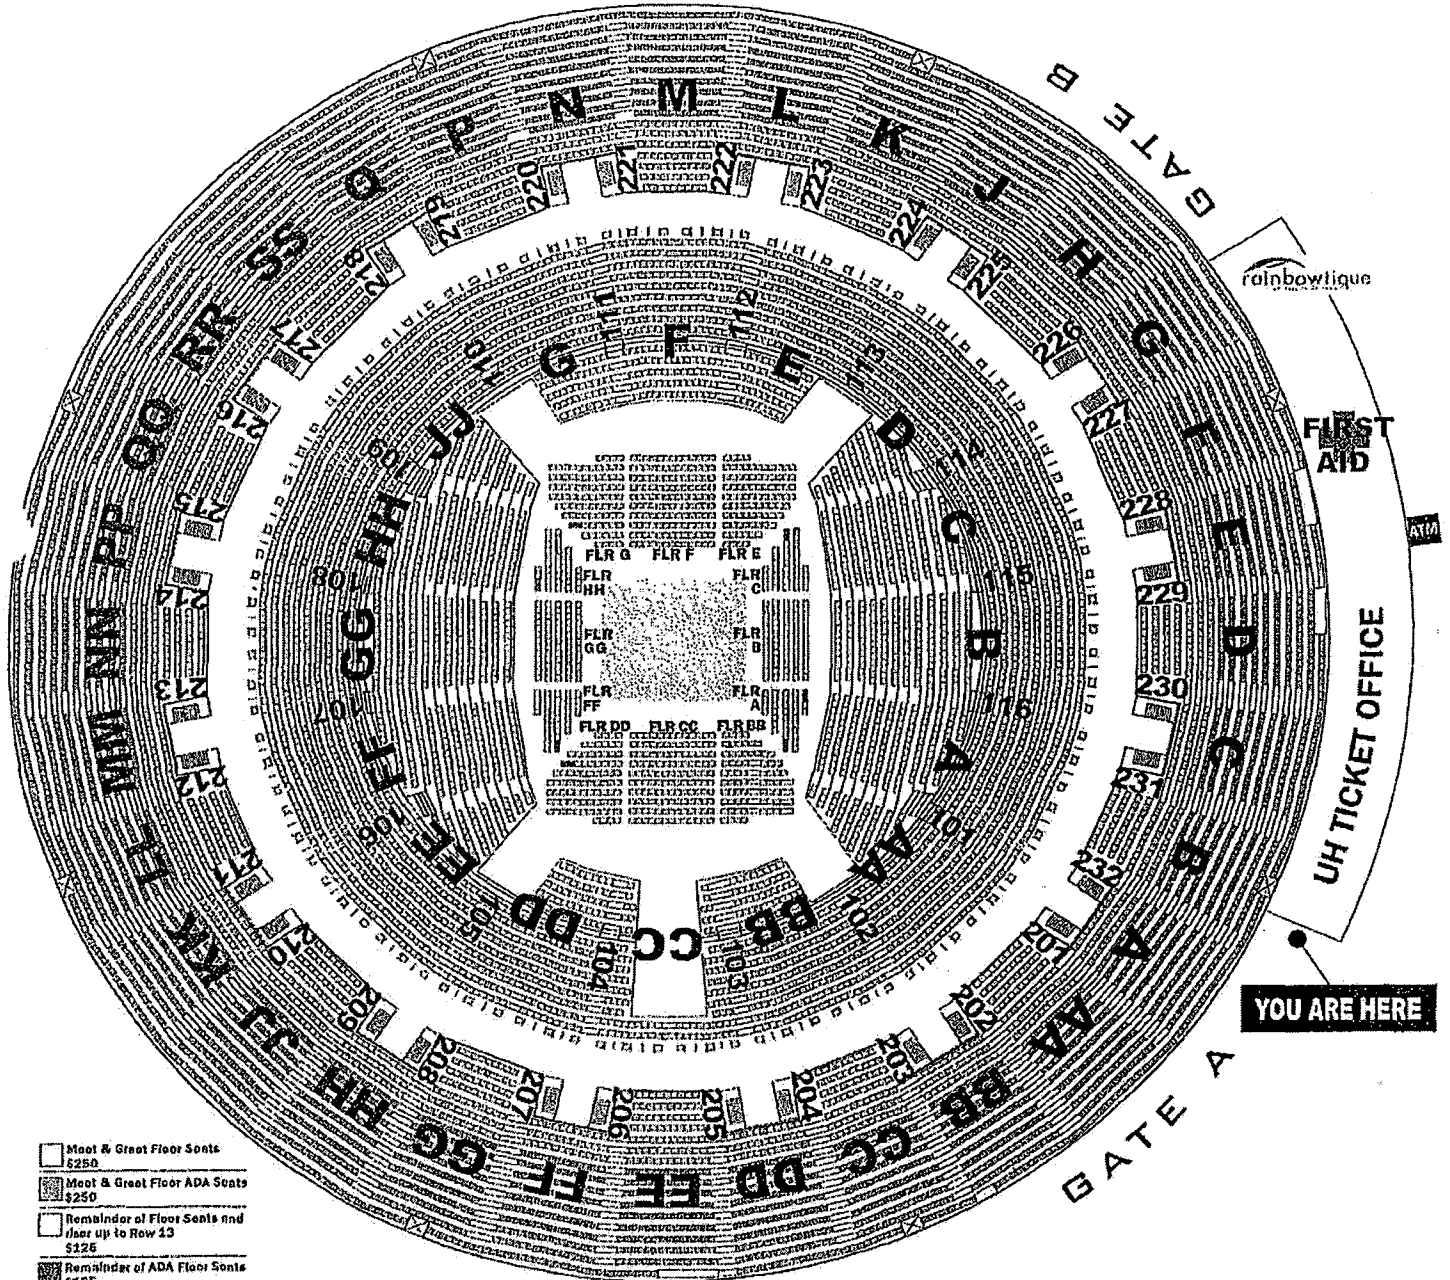 GATE B
N M L K
P J
Q H
SS G
RR F
QQ E
PP D
NN C
MM B
LL A
KK AA
JJ BB
HH CC
GG DD
FF EE
220 221 222 223
219 224
218 225
217 226
216 227
215 228
214 229
213 230
212 231
211 232
210 201
209 202
208 203
207 206 205 204
111 112
110 113
109 114
108 115
107 116
106 101
105 102
104 103
G F E
JJ D
HH C
GG B
FF A
EE AA
DD CC BB
FLR G FLR F FLR E
FLR
HH
FLR
C
FLR
GG
FLR
B
FLR
FF
FLR
A
FLR DD FLR CC FLR BB
rainbowtique
FIRST
AID
ATM
UH TICKET OFFICE
YOU ARE HERE
GATE A
Meet & Greet Floor Seats
$250
Meet & Greet Floor ADA Seats
$250
Remainder of Floor Seats and
riser up to Row 13
$125
Remainder of ADA Floor Seats